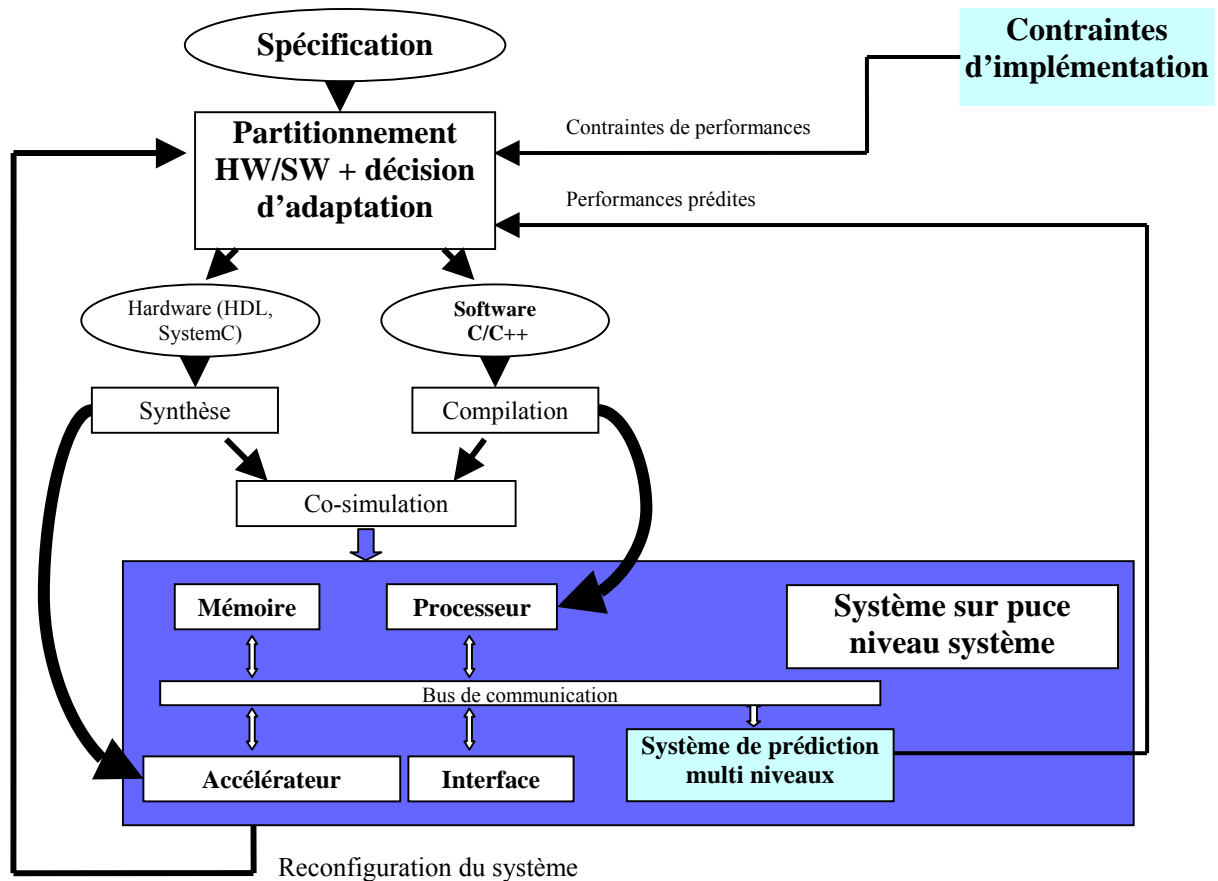 Spécification
Contraintes
d'implémentation
Partitionnement
HW/SW + décision
d'adaptation
Contraintes de performances
Performances prédites
Hardware (HDL,
SystemC)
Software
C/C++
Synthèse
Compilation
Co-simulation
Mémoire
Processeur
Système sur puce
niveau système
Bus de communication
Système de prédiction
multi niveaux
Accélérateur
Interface
Reconfiguration du système